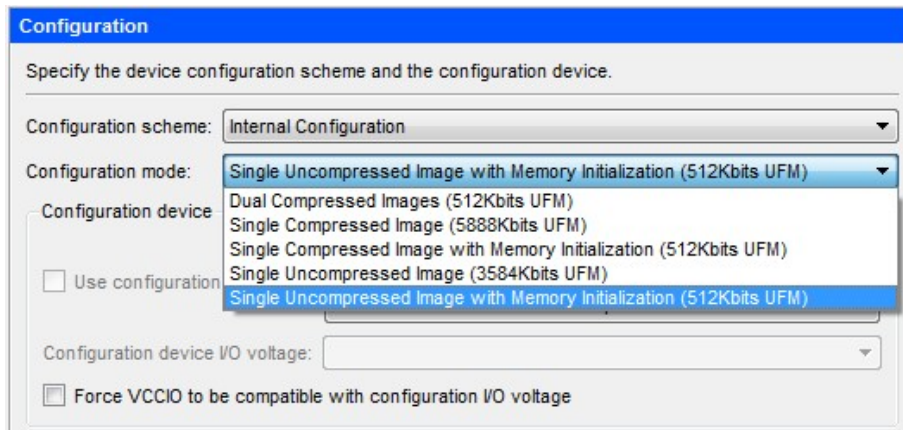 Configuration
Specify the device configuration scheme and the configuration device.
Configuration scheme: Internal Configuration
Configuration mode: Single Uncompressed Image with Memory Initialization (512Kbits UFM)
Dual Compressed Images (512Kbits UFM)
Configuration device
Single Compressed Image (5888Kbits UFM)
Single Compressed Image with Memory Initialization (512Kbits UFM)
Use configuration
Single Uncompressed Image (3584Kbits UFM)
Single Uncompressed Image with Memory Initialization (512Kbits UFM)
Configuration device I/O voltage:
Force VCCIO to be compatible with configuration I/O voltage